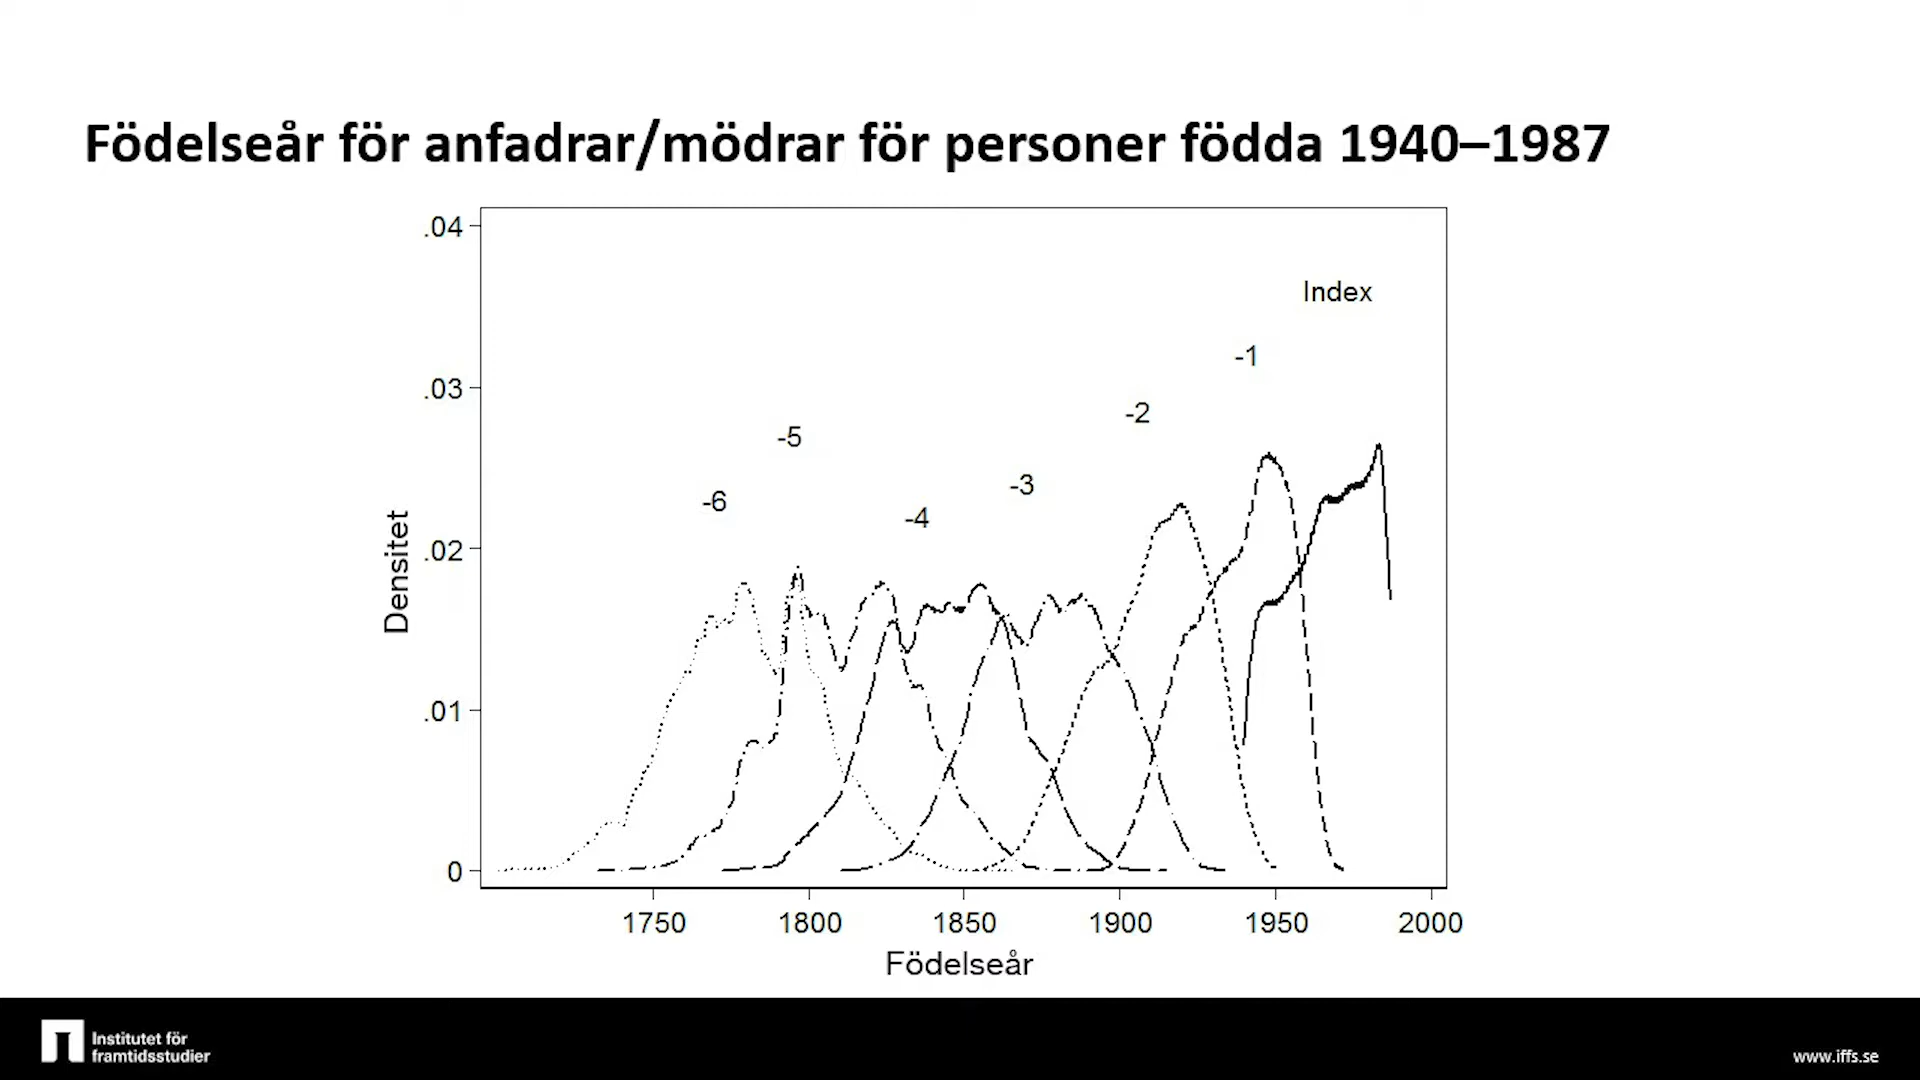 Födelseår för anfadrar/mödrar för personer födda 1940–1987
.04
.03
.02
.01
0
Densitet
Index
-1
-2
-3
-4
-5
-6
1750 1800 1850 1900 1950 2000
Födelseår
Institutet för
framtidsstudier
www.iffs.se